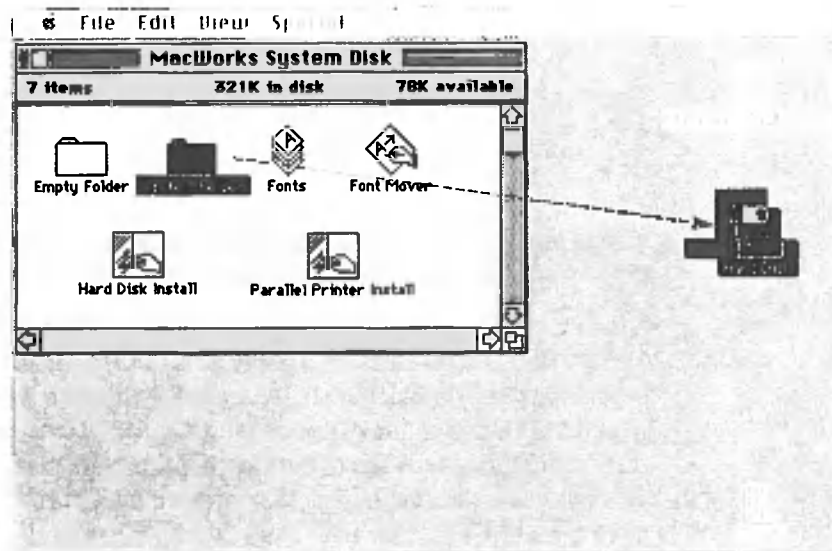 File Edit View Special
MacWorks System Disk
7 items 321K in disk 78K available
Empty Folder Fonts Font Mover
Hard Disk Install Parallel Printer Install